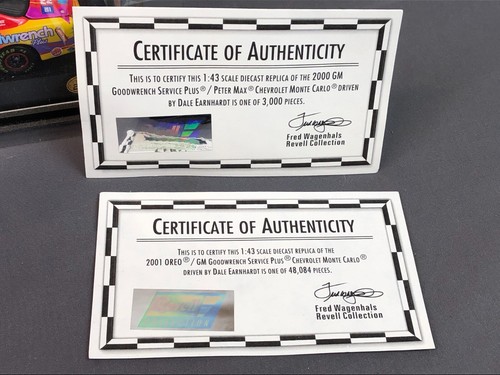 wrench
CERTIFICATE OF AUTHENTICITY
THIS IS TO CERTIFY THIS 1:43 SCALE DIECAST REPLICA OF THE 2000 GM
GOODWRENCH SERVICE PLUS® / PETER MAX® CHEVROLET MONTE CARLO® DRIVEN
BY DALE EARNHARDT IS ONE OF 3,000 PIECES.
Fred Wagenhals
Revell Collection
CERTIFICATE OF AUTHENTICITY
THIS IS TO CERTIFY THIS 1:43 SCALE DIECAST REPLICA OF THE
2001 OREO® / GM GOODWRENCH SERVICE PLUS® CHEVROLET MONTE CARLO®
DRIVEN BY DALE EARNHARDT IS ONE OF 48,084 PIECES.
Fred Wagenhals
Revell Collection